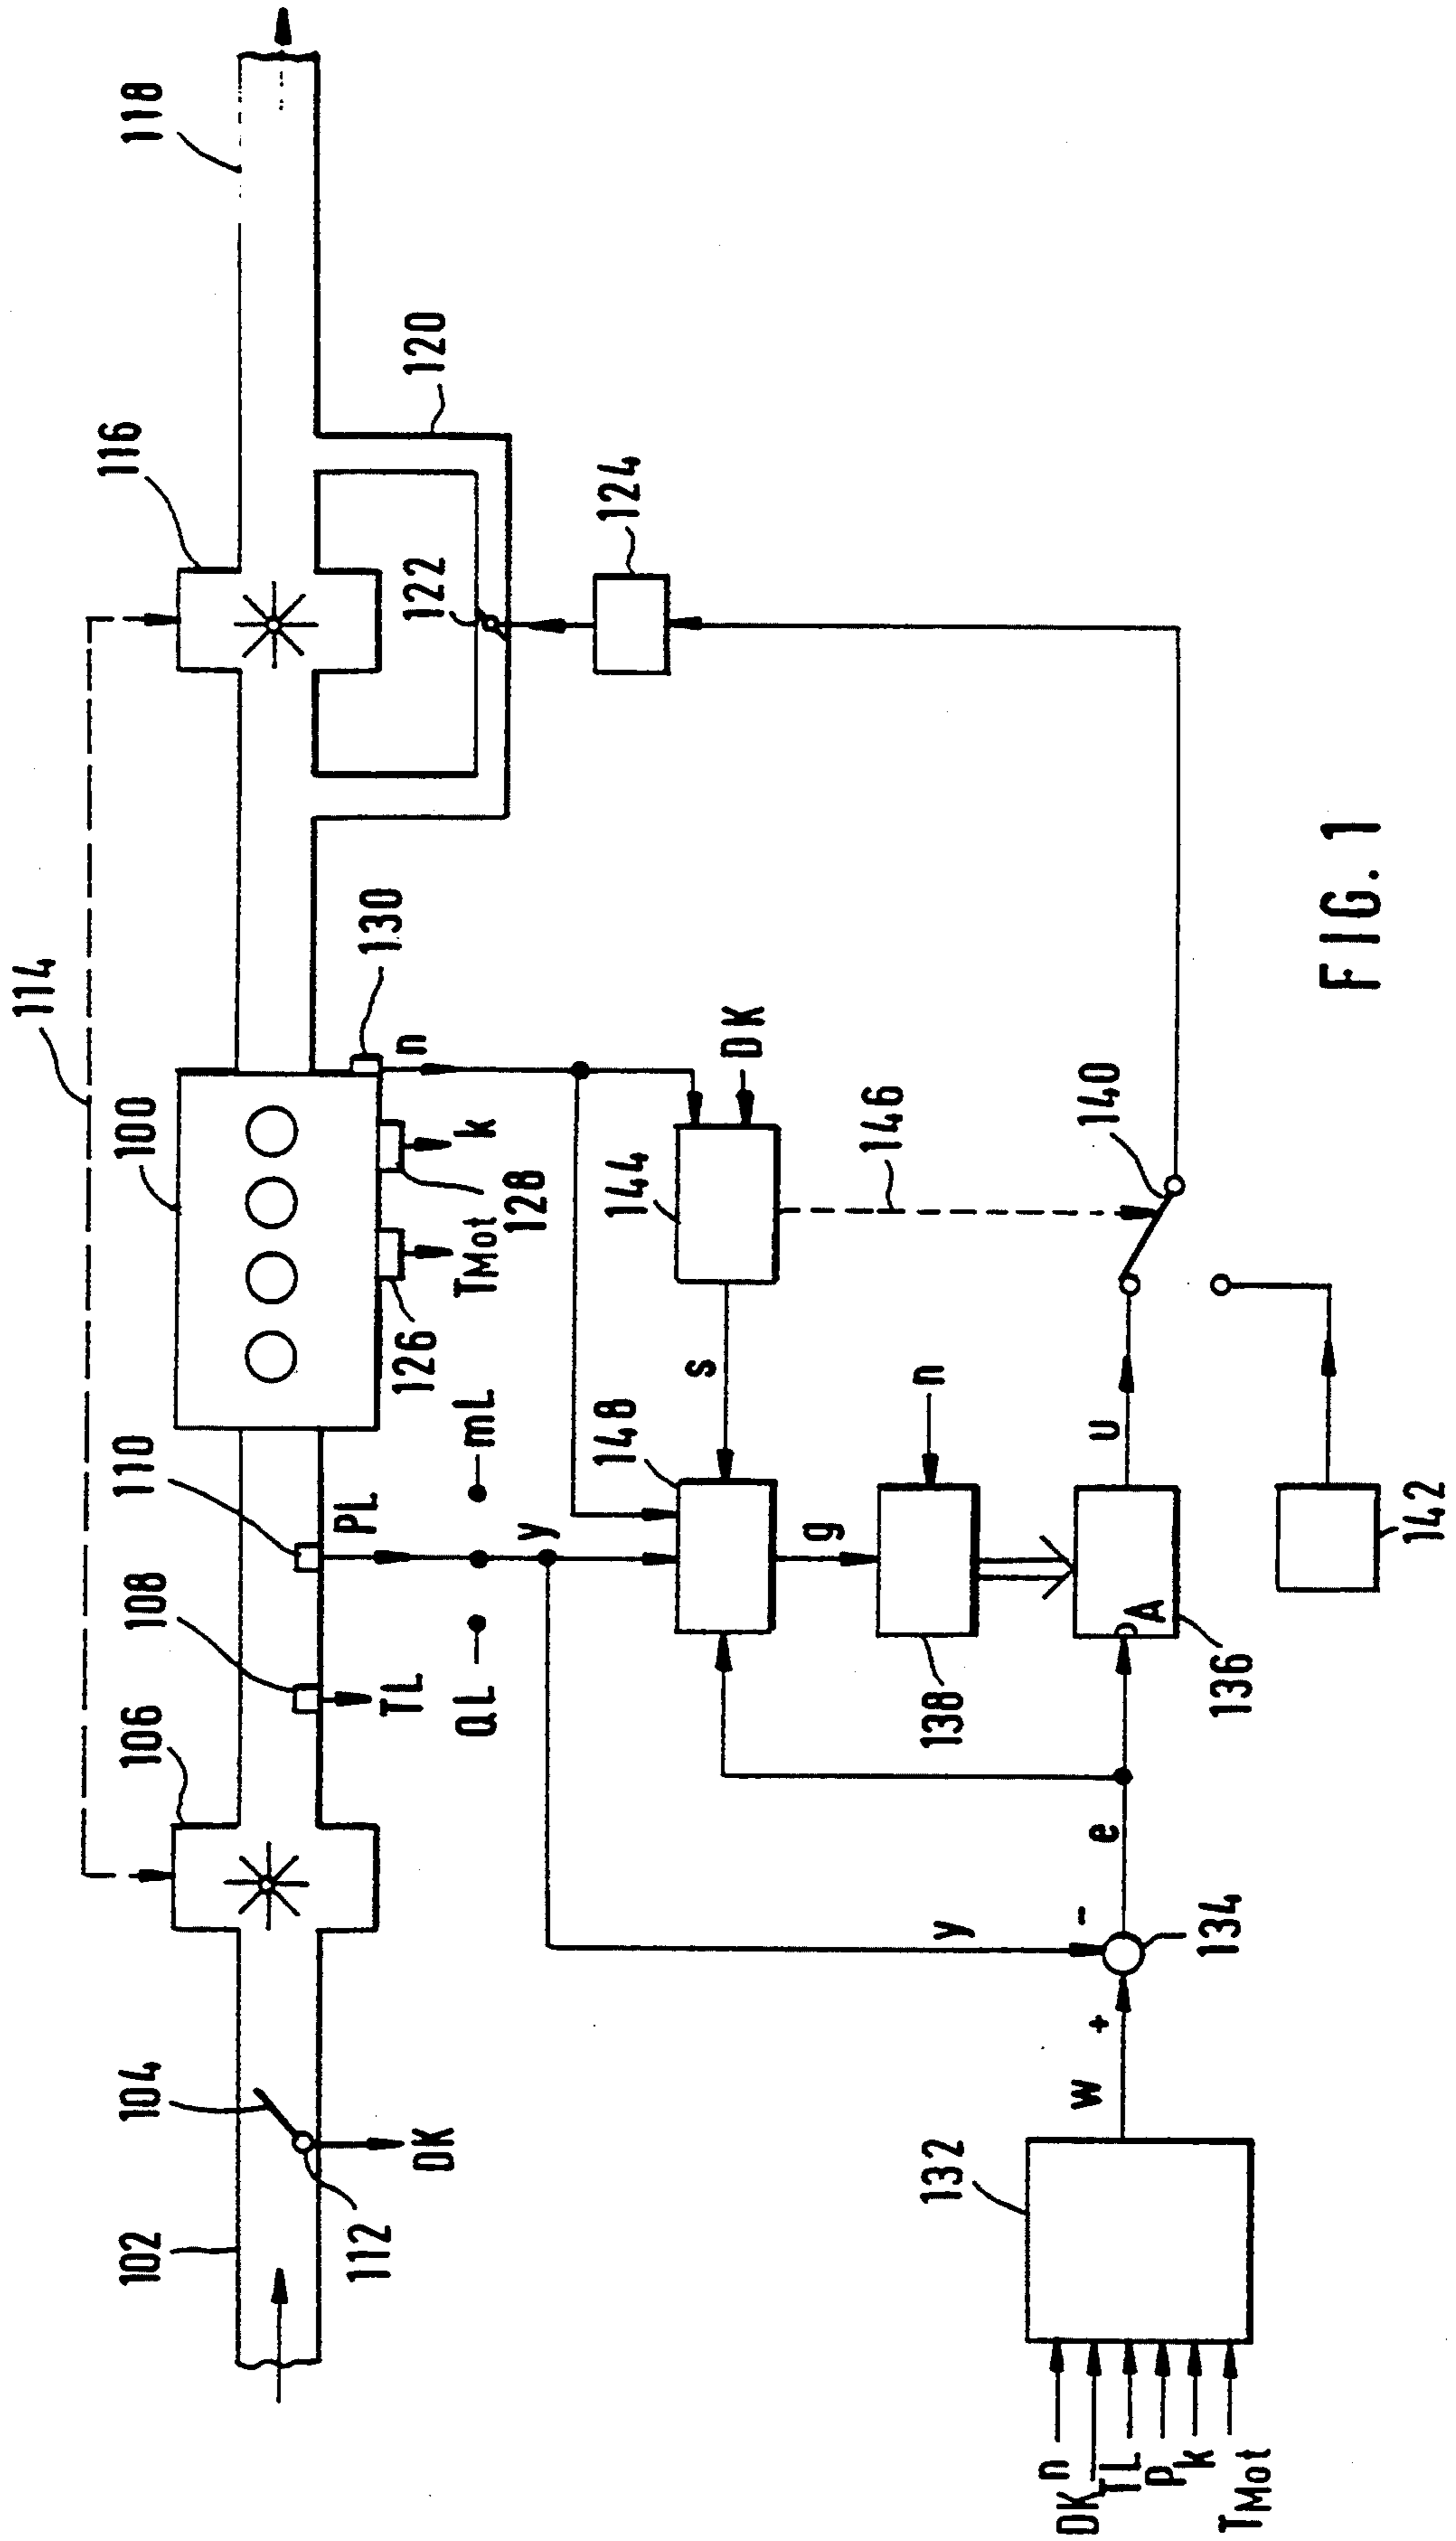 114
106
108
110
100
116
118
102
104
112
DK
TL
PL
QL
mL
126
TMot
128
k
130
n
122
120
124
y
148
s
144
DK
146
140
g
n
138
y
132
n
DK
TL
P
k
TMot
w
+
-
134
e
A
136
u
142
FIG. 1